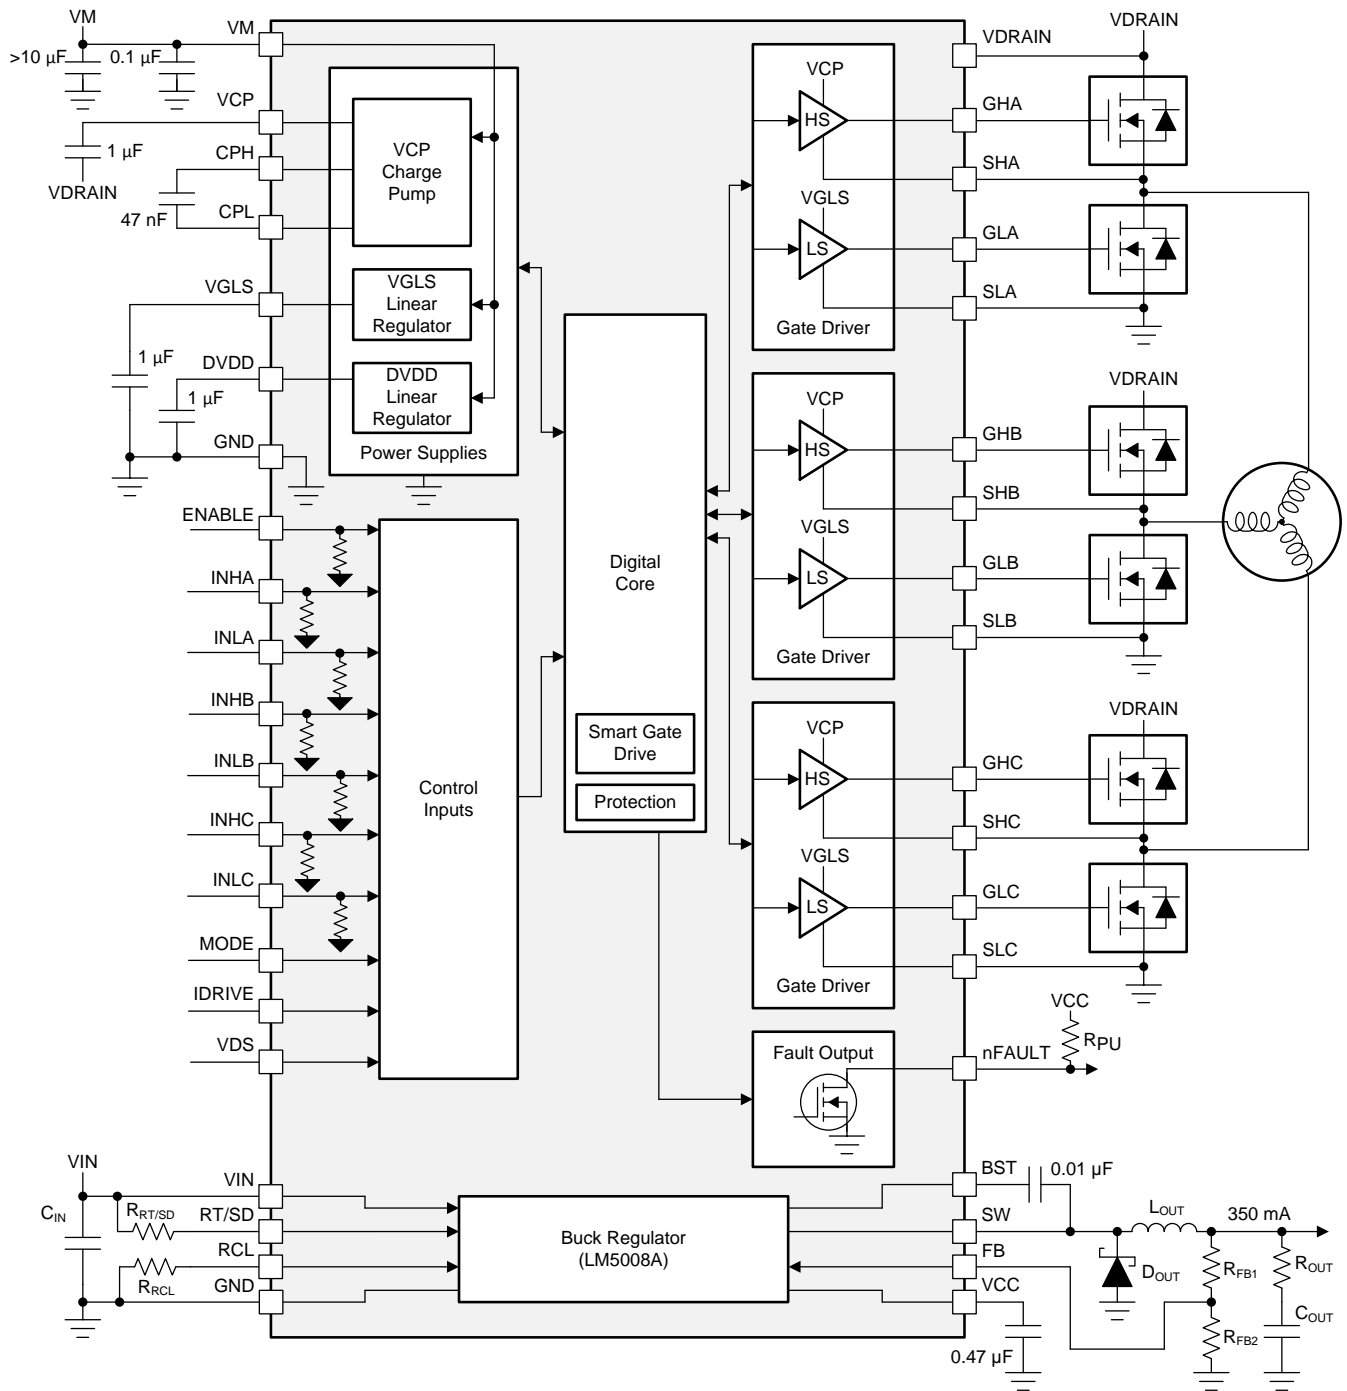 VM
VM
>10 µF
0.1 µF
VCP
1 µF
VDRAIN
CPH
47 nF
CPL
VGLS
1 µF
DVDD
1 µF
GND
VCP
Charge
Pump
VGLS
Linear
Regulator
DVDD
Linear
Regulator
Power Supplies
ENABLE
INHA
INLA
INHB
INLB
INHC
INLC
MODE
IDRIVE
VDS
Control
Inputs
Digital
Core
Smart Gate
Drive
Protection
VCP
HS
VGLS
LS
Gate Driver
VCP
HS
VGLS
LS
Gate Driver
VCP
HS
VGLS
LS
Gate Driver
Fault Output
VDRAIN
VDRAIN
GHA
SHA
GLA
SLA
VDRAIN
GHB
SHB
GLB
SLB
VDRAIN
GHC
SHC
GLC
SLC
VCC
RPU
nFAULT
VIN
VIN
CIN
RRT/SD
RT/SD
RCL
RRCL
GND
Buck Regulator
(LM5008A)
BST
0.01 µF
SW
LOUT
350 mA
FB
DOUT
RFB1
ROUT
VCC
COUT
RFB2
0.47 µF